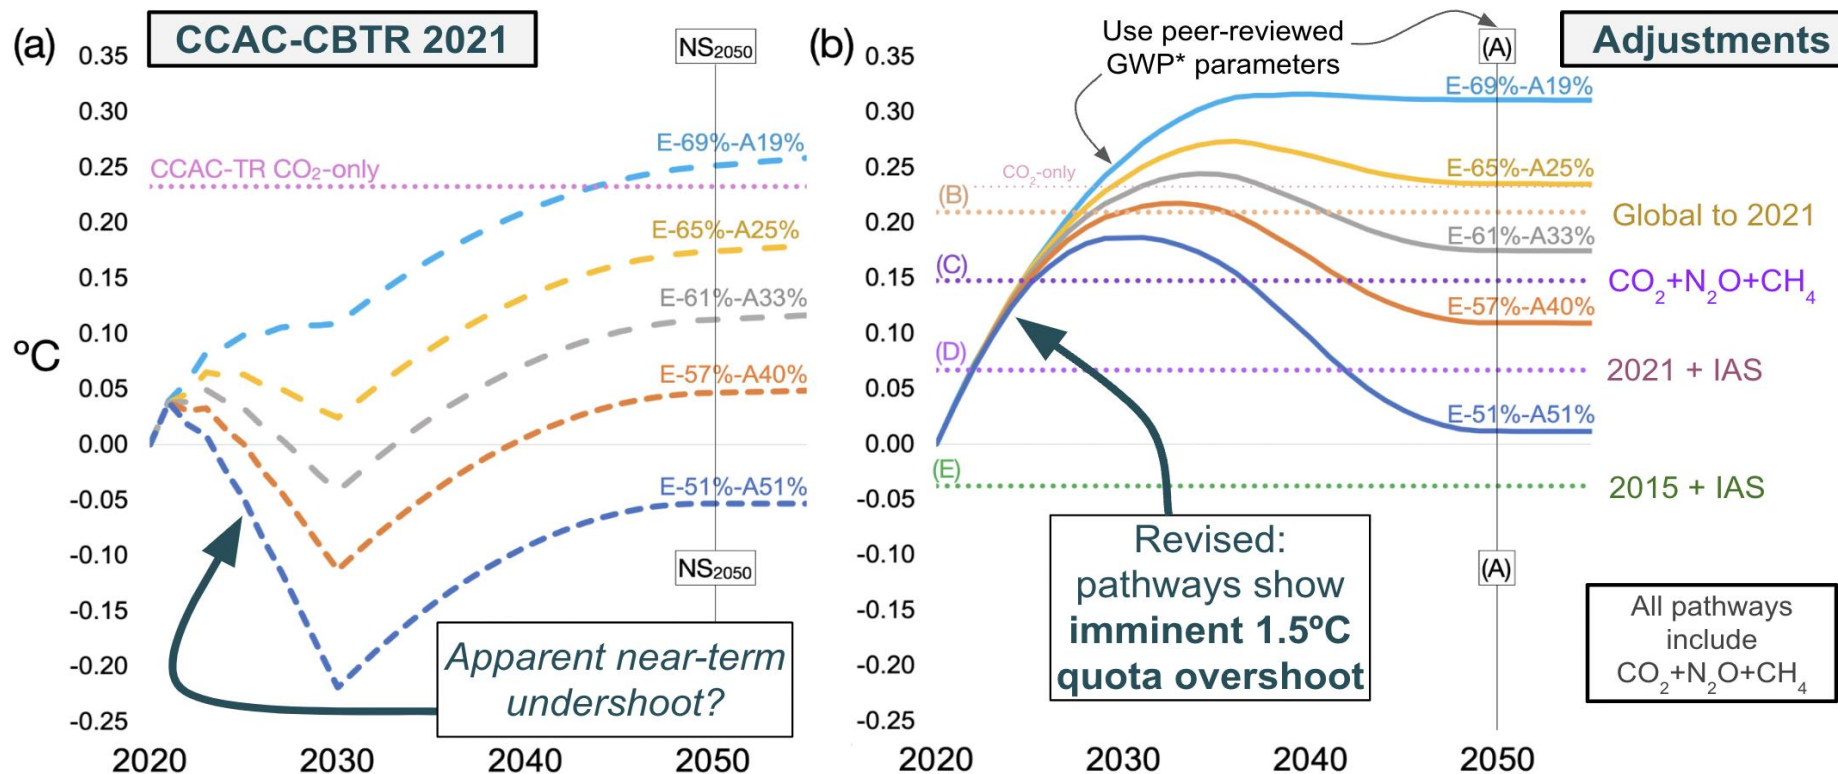 (a)
CCAC-CBTR 2021
NS2050
0.35
0.30
0.25
0.20
0.15
0.10
0.05
0.00
-0.05
-0.10
-0.15
-0.20
-0.25
ºC
E-69%-A19%
CCAC-TR CO₂-only
E-65%-A25%
E-61%-A33%
E-57%-A40%
E-51%-A51%
NS2050
Apparent near-term
undershoot?
2020 2030 2040 2050
(b)
Use peer-reviewed
GWP* parameters
(A)
Adjustments
0.35
0.30
0.25
0.20
0.15
0.10
0.05
0.00
-0.05
-0.10
-0.15
-0.20
-0.25
E-69%-A19%
CO₂-only
E-65%-A25%
(B)
Global to 2021
E-61%-A33%
(C)
CO₂+N₂O+CH₄
E-57%-A40%
(D)
2021 + IAS
E-51%-A51%
(E)
2015 + IAS
Revised:
pathways show
imminent 1.5ºC
quota overshoot
(A)
All pathways
include
CO₂+N₂O+CH₄
2020 2030 2040 2050